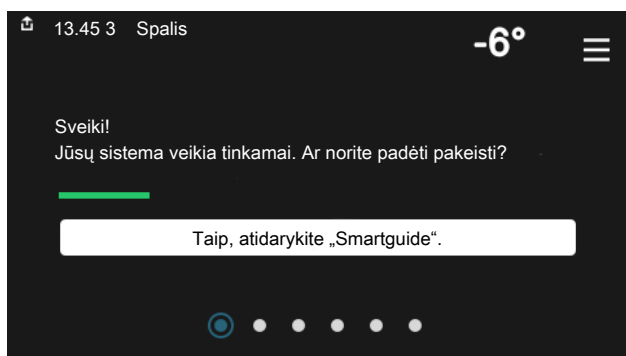 13.45 3 Spalis
-6°
Sveiki!
Jūsų sistema veikia tinkamai. Ar norite padėti pakeisti?
Taip, atidarykite „Smartguide“.